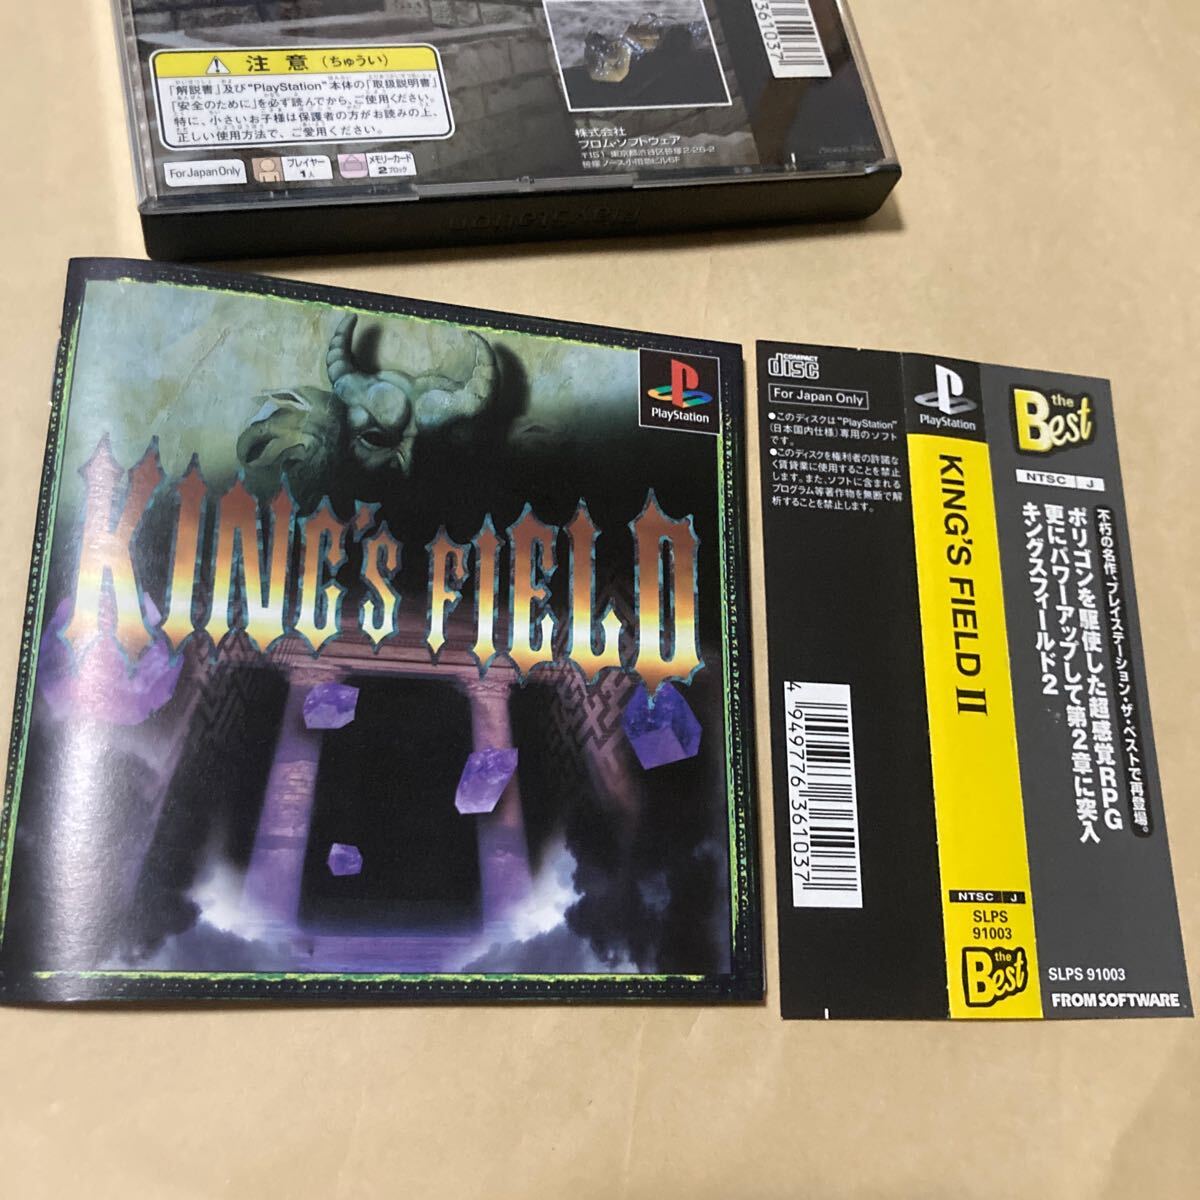 注意（ちゅうい）
「解説書」及び"PlayStation"本体の「取扱説明書」
「安全のために」を必ず読んでから、ご使用ください。
特に、小さいお子様は保護者の方がお読みの上、
正しい使用方法で、ご愛用ください。
For Japan Only
プレイヤー
1人
メモリーカード
2ブロック
株式会社
フロム・ソフトウェア
361037
PlayStation
KING'S FIELD
PlayStation
COMPACT
disc
For Japan Only
●このディスクは"PlayStation"
（日本国内仕様）専用のソフト
です。
●このディスクを権利者の許諾な
く賃貸業に使用することを禁止
します。また、ソフトに含まれる
プログラム等著作物を無断で解
析することを禁止します。
4 949776 361037
PlayStation
KING'S FIELD II
NTSC J
SLPS
91003
the Best
the Best
NTSC J
不朽の名作、プレイステーション・ザ・ベストで再登場。
ポリゴンを駆使した超感覚RPG
更にパワーアップして第2章に突入
キングスフィールド2
SLPS 91003
FROMSOFTWARE